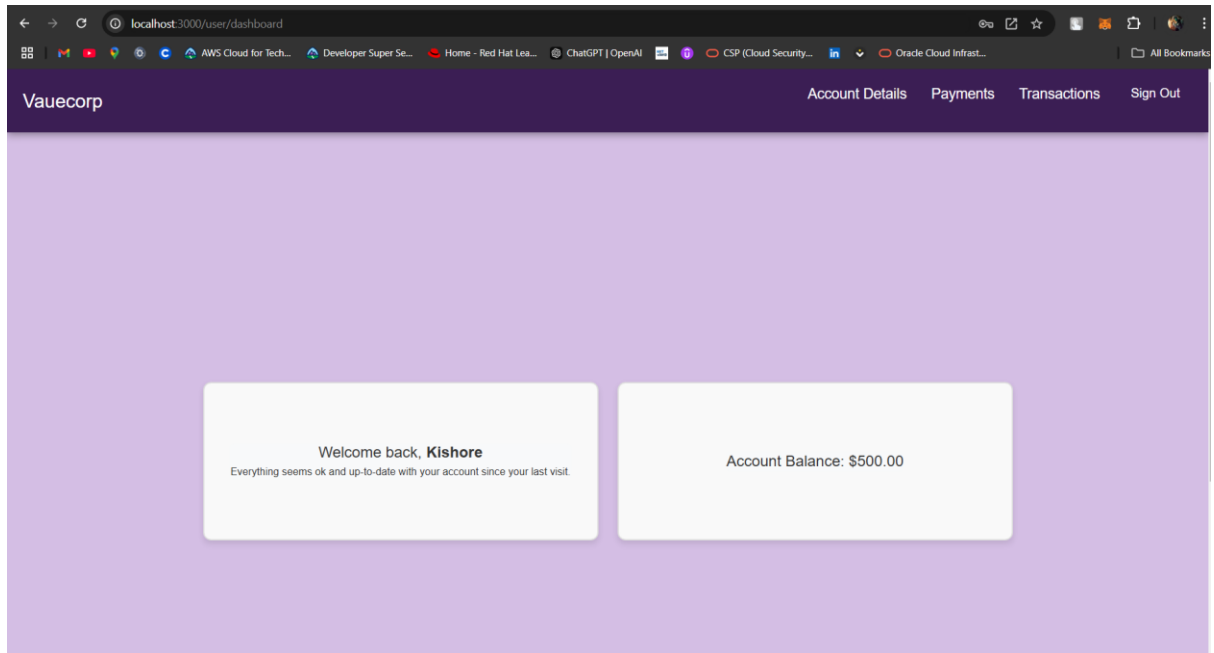 localhost:3000/user/dashboard
AWS Cloud for Tech... Developer Super Se... Home - Red Hat Lea... ChatGPT | OpenAI CSP (Cloud Security... in Oracle Cloud Infrast... All Bookmarks
Vauecorp Account Details Payments Transactions Sign Out
Welcome back, Kishore
Everything seems ok and up-to-date with your account since your last visit.
Account Balance: $500.00